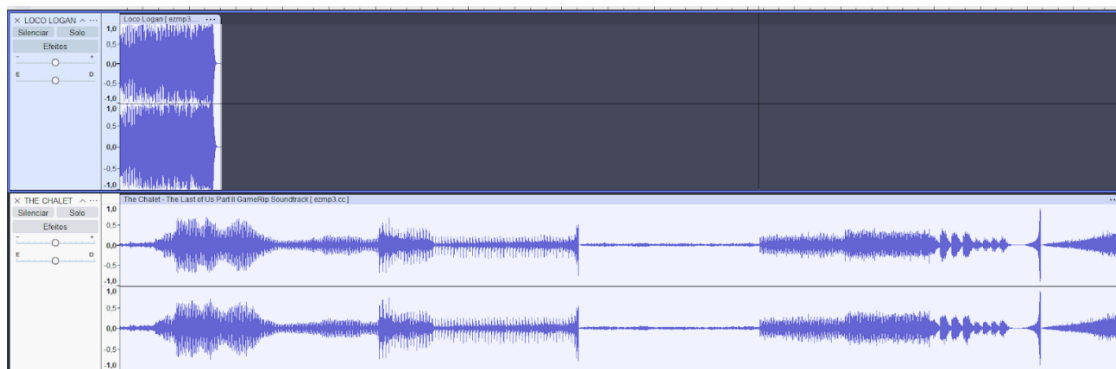 LOCO LOGAN
Silenciar Solo
Efeitos
- +
E D
1,0
0,5
0,0
-0,5
-1,0
1,0
0,5
0,0
-0,5
-1,0
Loco Logan [ ezmp3.... ...
THE CHALET
Silenciar Solo
Efeitos
- +
E D
1,0
0,5
0,0
-0,5
-1,0
1,0
0,5
0,0
-0,5
-1,0
The Chalet - The Last of Us Part II GameRip Soundtrack [ ezmp3.cc ] ...